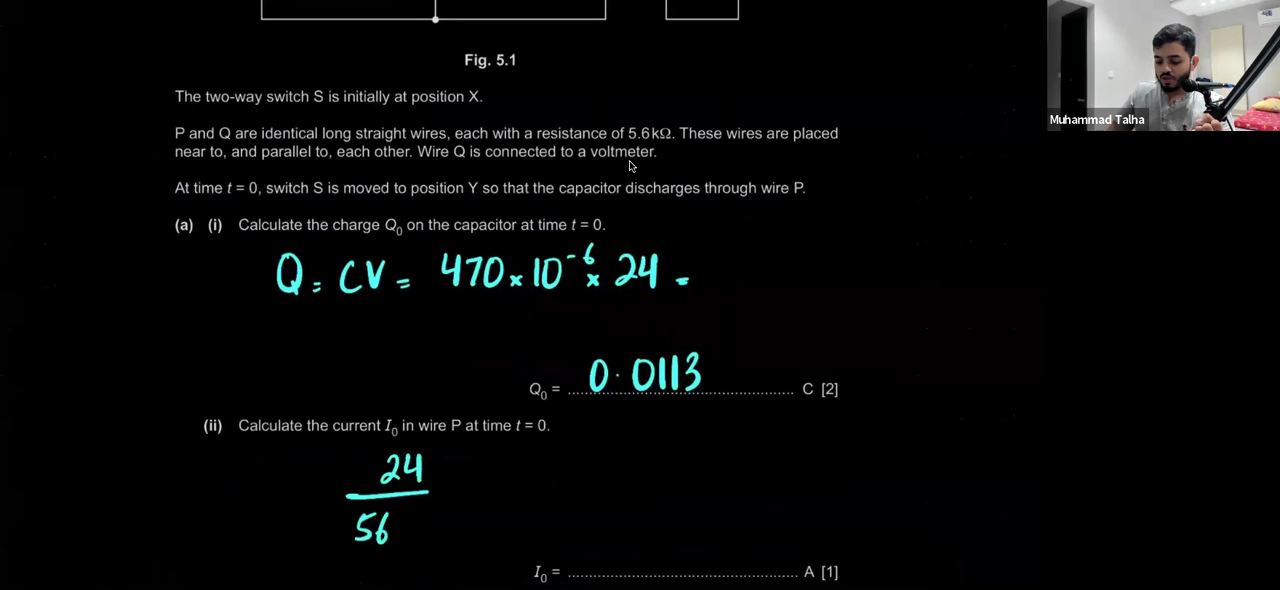 Fig. 5.1
Muhammad Talha
The two-way switch S is initially at position X.
P and Q are identical long straight wires, each with a resistance of 5.6 kΩ. These wires are placed
near to, and parallel to, each other. Wire Q is connected to a voltmeter.
At time t = 0, switch S is moved to position Y so that the capacitor discharges through wire P.
(a) (i) Calculate the charge Q₀ on the capacitor at time t = 0.
Q = CV = 470 × 10⁻⁶ × 24 =
0.0113
Q₀ = ............................................................ C [2]
(ii) Calculate the current I₀ in wire P at time t = 0.
24
56
I₀ = ............................................................ A [1]